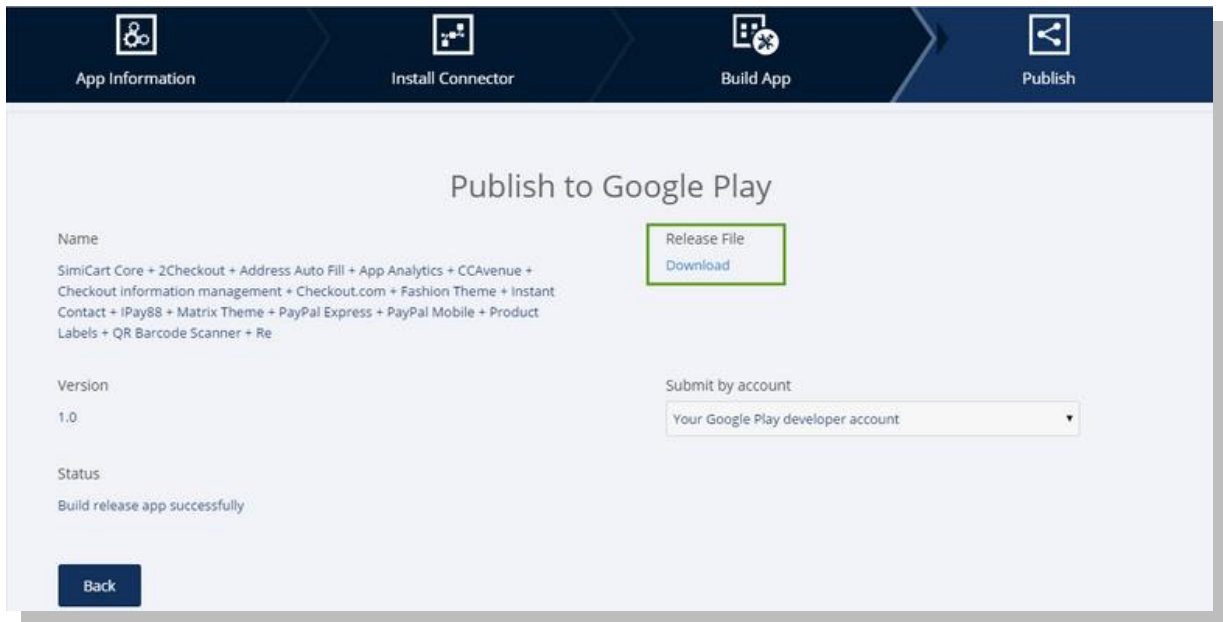 App Information
Install Connector
Build App
Publish
Publish to Google Play
Name
SimiCart Core + 2Checkout + Address Auto Fill + App Analytics + CCAvenue +
Checkout information management + Checkout.com + Fashion Theme + Instant
Contact + IPay88 + Matrix Theme + PayPal Express + PayPal Mobile + Product
Labels + QR Barcode Scanner + Re
Release File
Download
Version
1.0
Submit by account
Your Google Play developer account
Status
Build release app successfully
Back